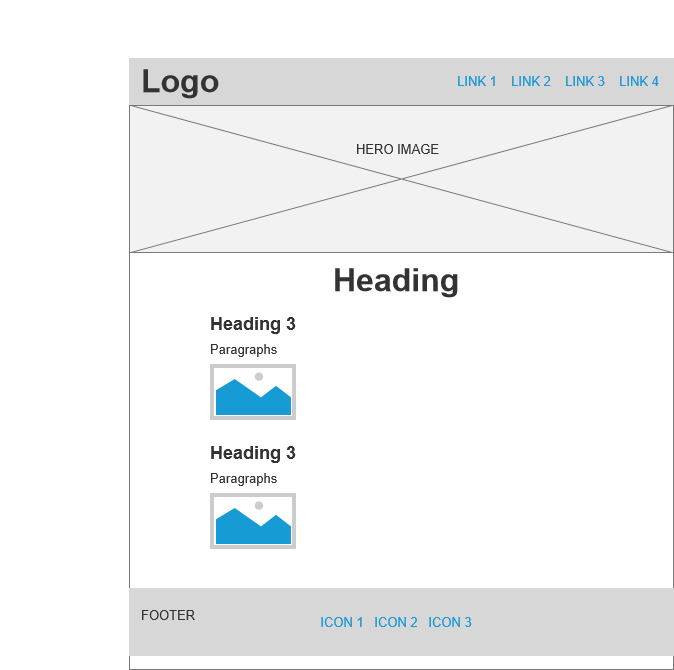 Logo
LINK 1 LINK 2 LINK 3 LINK 4
HERO IMAGE
Heading
Heading 3
Paragraphs
Heading 3
Paragraphs
FOOTER
ICON 1 ICON 2 ICON 3